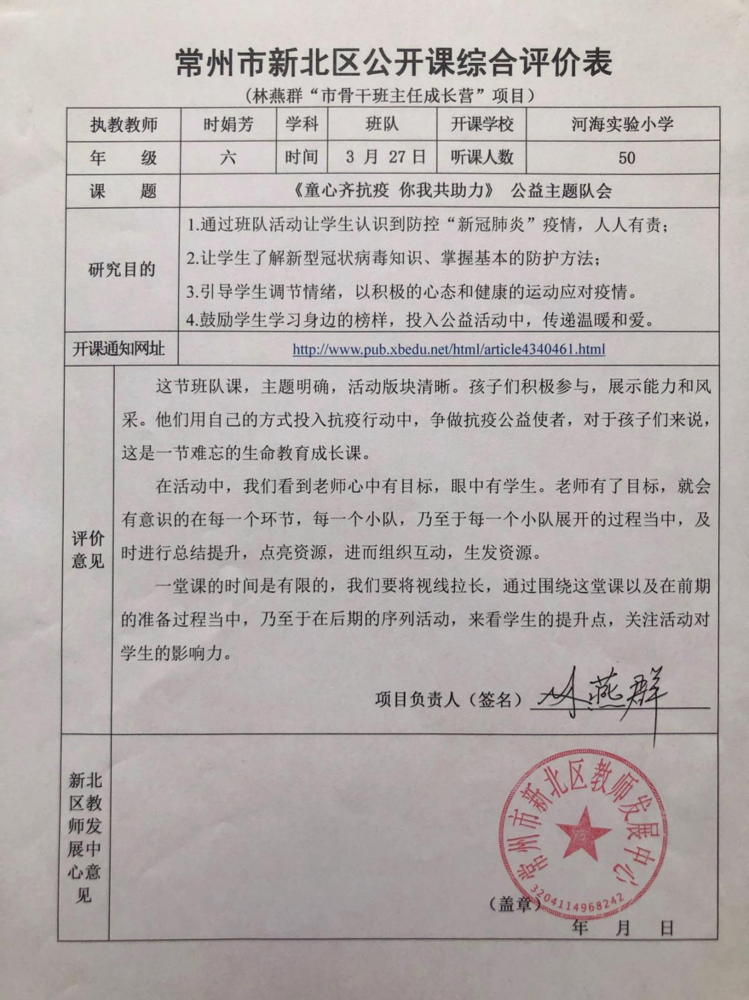 常州市新北区公开课综合评价表
(林燕群“市骨干班主任成长营”项目)
执教教师 时娟芳 学科 班队 开课学校 河海实验小学
年 级 六 时间 3 月 27 日 听课人数 50
课 题 《童心齐抗疫 你我共助力》 公益主题队会
研究目的
1.通过班队活动让学生认识到防控“新冠肺炎”疫情，人人有责；
2.让学生了解新型冠状病毒知识、掌握基本的防护方法；
3.引导学生调节情绪，以积极的心态和健康的运动应对疫情。
4.鼓励学生学习身边的榜样，投入公益活动中，传递温暖和爱。
开课通知网址 http://www.pub.xbedu.net/html/article4340461.html
评价
意见
这节班队课，主题明确，活动版块清晰。孩子们积极参与，展示能力和风
采。他们用自己的方式投入抗疫行动中，争做抗疫公益使者，对于孩子们来说，
这是一节难忘的生命教育成长课。
在活动中，我们看到老师心中有目标，眼中有学生。老师有了目标，就会
有意识的在每一个环节，每一个小队，乃至于每一个小队展开的过程当中，及
时进行总结提升，点亮资源，进而组织互动，生发资源。
一堂课的时间是有限的，我们要将视线拉长，通过围绕这堂课以及在前期
的准备过程当中，乃至于在后期的序列活动，来看学生的提升点，关注活动对
学生的影响力。
项目负责人（签名） 林燕群
新北
区教
师发
展中
心意
见
常州市新北区教师发展中心
3204114968242
（盖章）
年 月 日